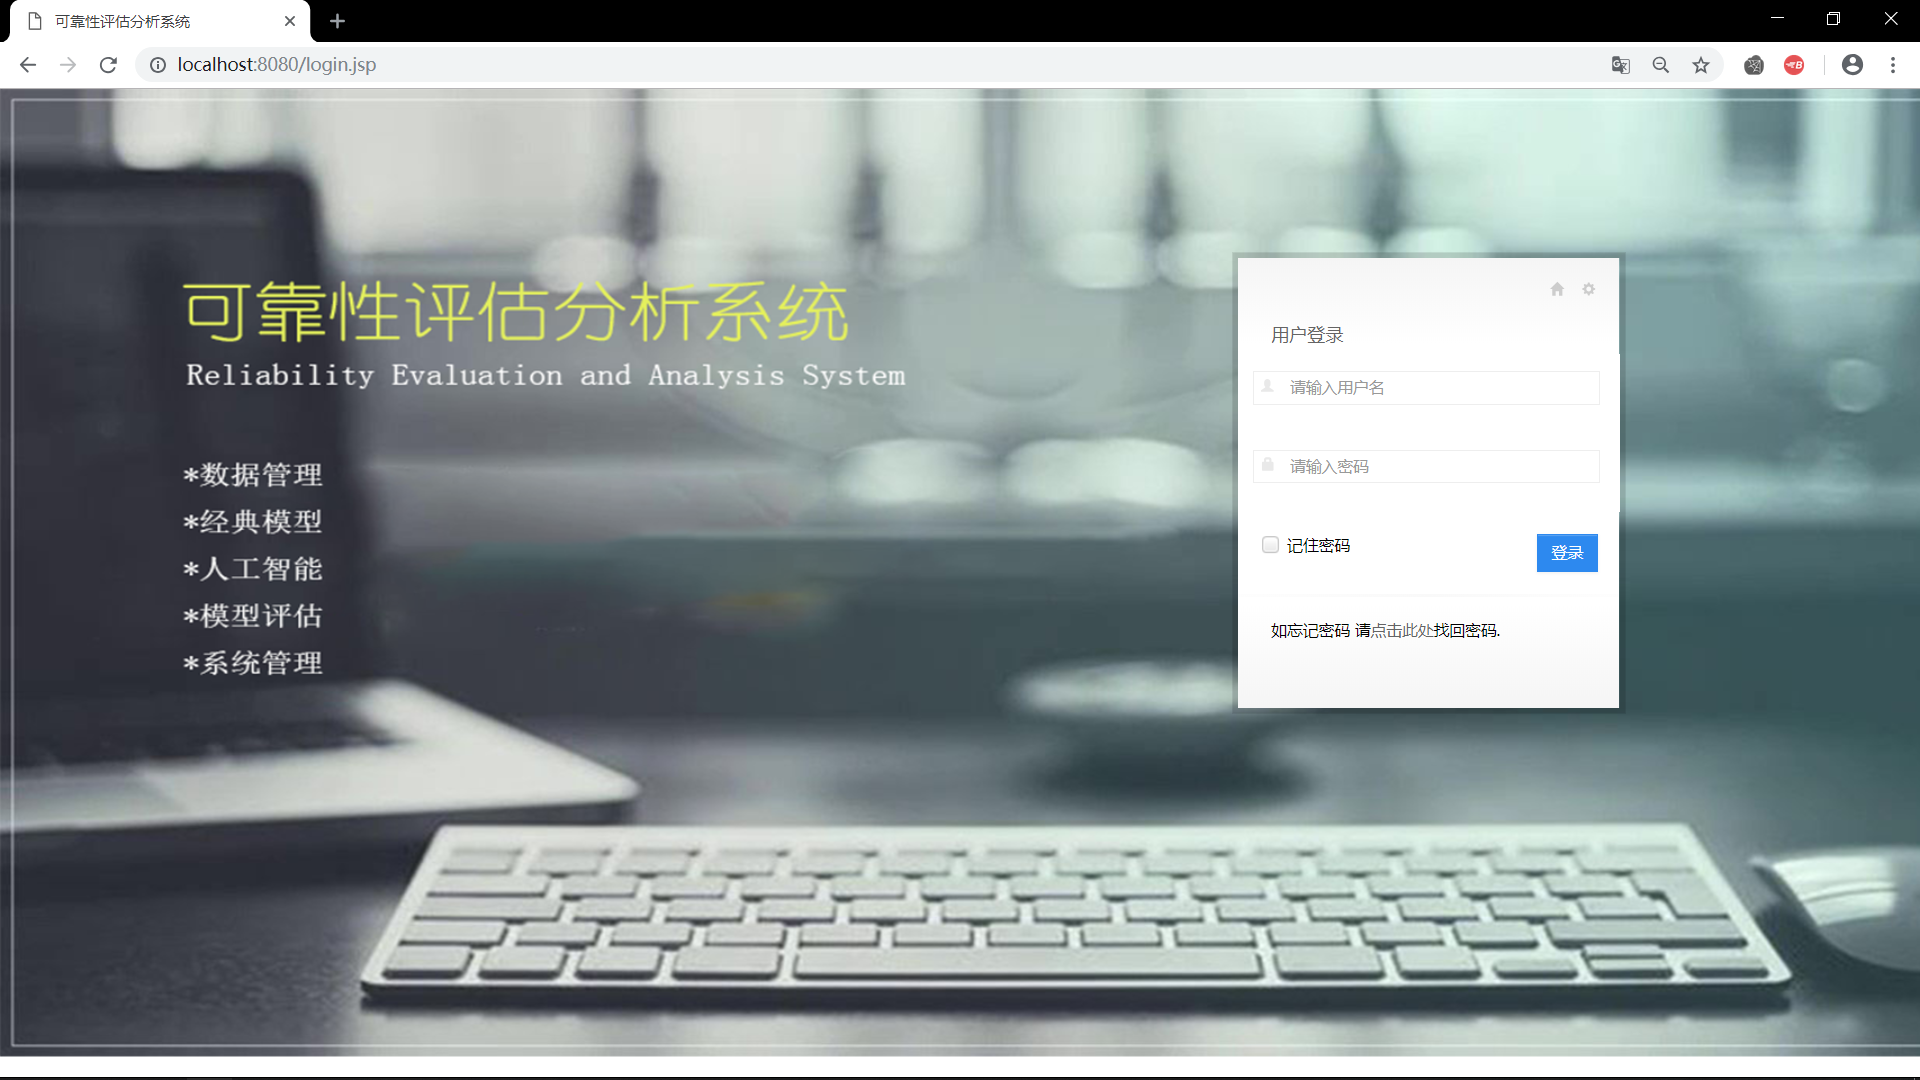 可靠性评估分析系统
localhost:8080/login.jsp
可靠性评估分析系统
Reliability Evaluation and Analysis System
*数据管理
*经典模型
*人工智能
*模型评估
*系统管理
用户登录
请输入用户名
请输入密码
记住密码
登录
如忘记密码 请点击此处找回密码.